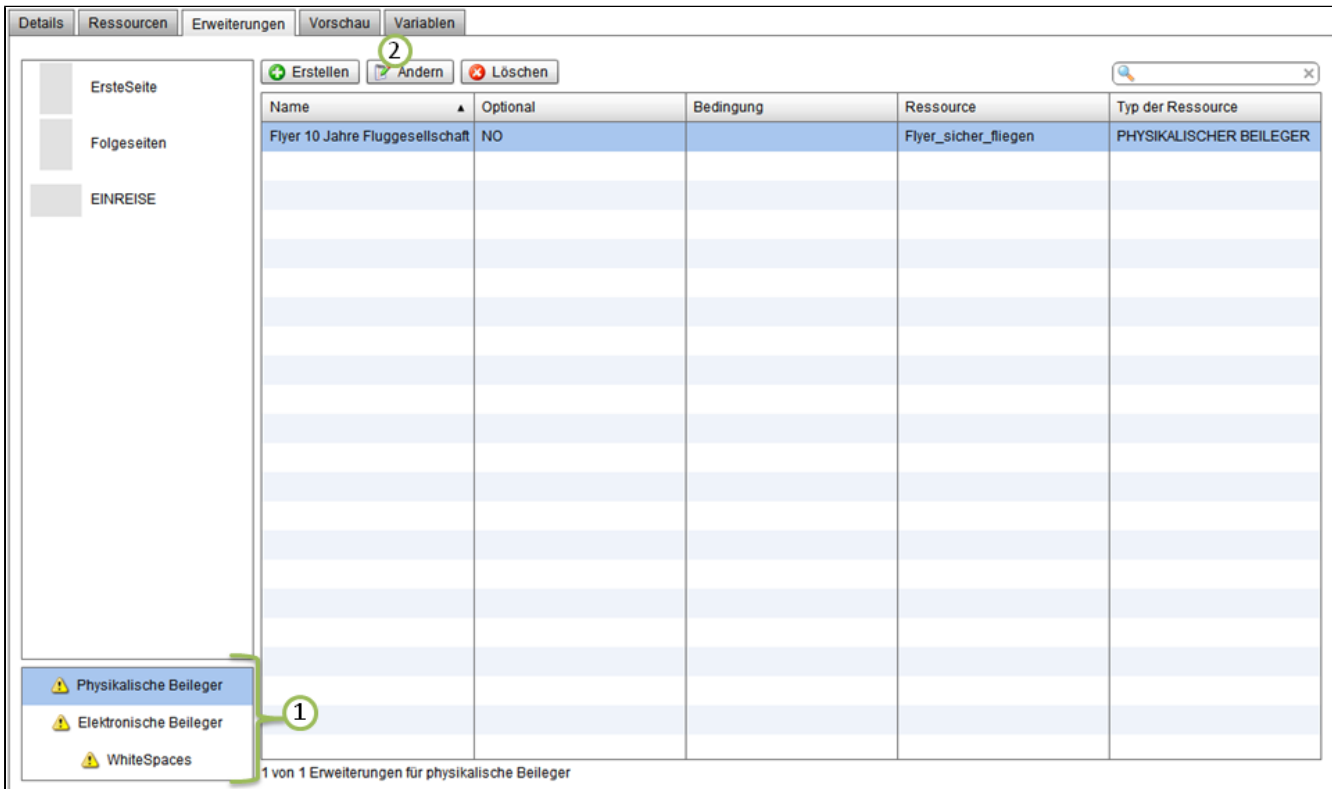 Details Ressourcen Erweiterungen Vorschau Variablen
2
Erstellen Ändern Löschen
ErsteSeite
Folgeseiten
EINREISE
Name Optional Bedingung Ressource Typ der Ressource
Flyer 10 Jahre Fluggesellschaft NO Flyer_sicher_fliegen PHYSIKALISCHER BEILEGER
Physikalische Beileger
Elektronische Beileger
WhiteSpaces
1
1 von 1 Erweiterungen für physikalische Beileger